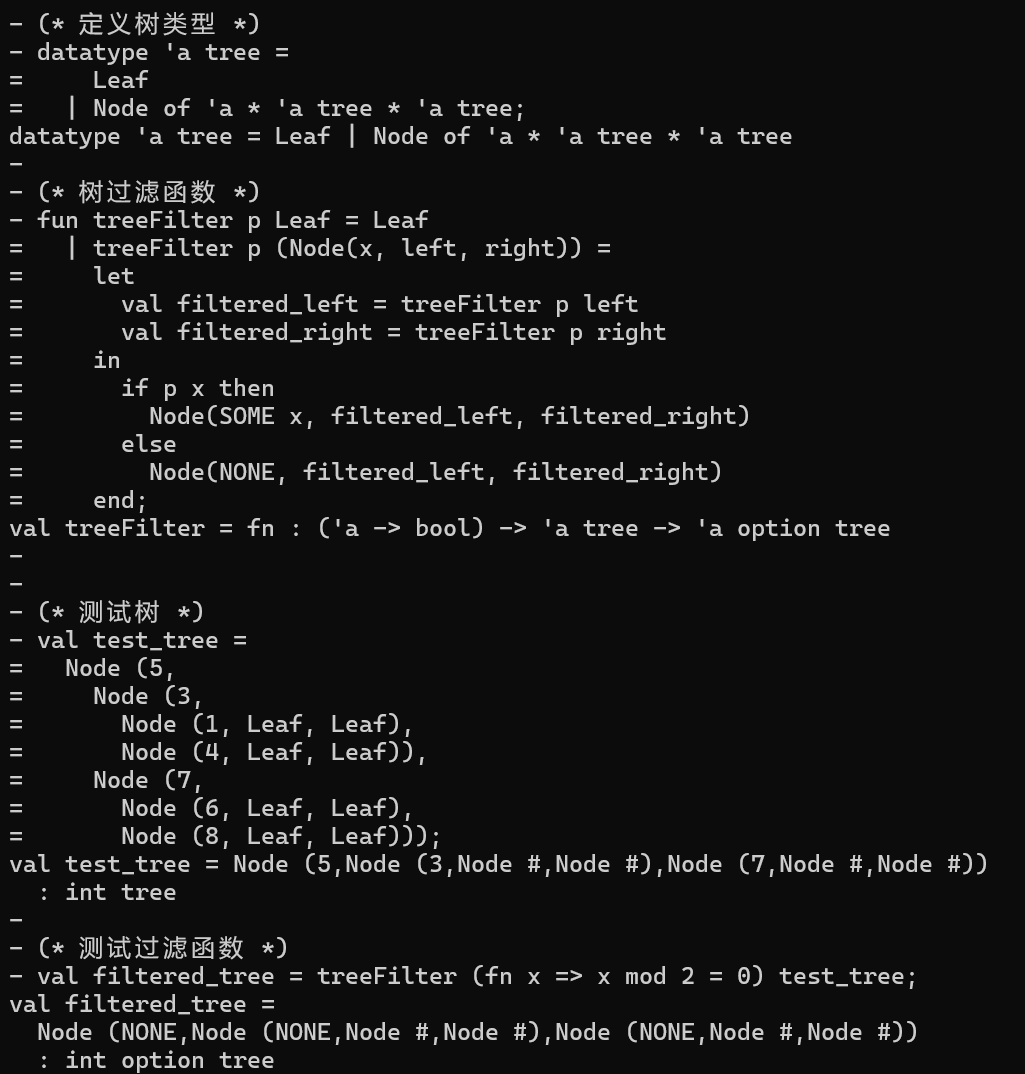 - (* 定义树类型 *)
- datatype 'a tree =
=     Leaf
=   | Node of 'a * 'a tree * 'a tree;
datatype 'a tree = Leaf | Node of 'a * 'a tree * 'a tree
-
- (* 树过滤函数 *)
- fun treeFilter p Leaf = Leaf
=   | treeFilter p (Node(x, left, right)) =
=     let
=       val filtered_left = treeFilter p left
=       val filtered_right = treeFilter p right
=     in
=       if p x then
=         Node(SOME x, filtered_left, filtered_right)
=       else
=         Node(NONE, filtered_left, filtered_right)
=     end;
val treeFilter = fn : ('a -> bool) -> 'a tree -> 'a option tree
-
-
- (* 测试树 *)
- val test_tree =
=   Node (5,
=     Node (3,
=       Node (1, Leaf, Leaf),
=       Node (4, Leaf, Leaf)),
=     Node (7,
=       Node (6, Leaf, Leaf),
=       Node (8, Leaf, Leaf)));
val test_tree = Node (5,Node (3,Node #,Node #),Node (7,Node #,Node #))
  : int tree
-
- (* 测试过滤函数 *)
- val filtered_tree = treeFilter (fn x => x mod 2 = 0) test_tree;
val filtered_tree =
  Node (NONE,Node (NONE,Node #,Node #),Node (NONE,Node #,Node #))
  : int option tree